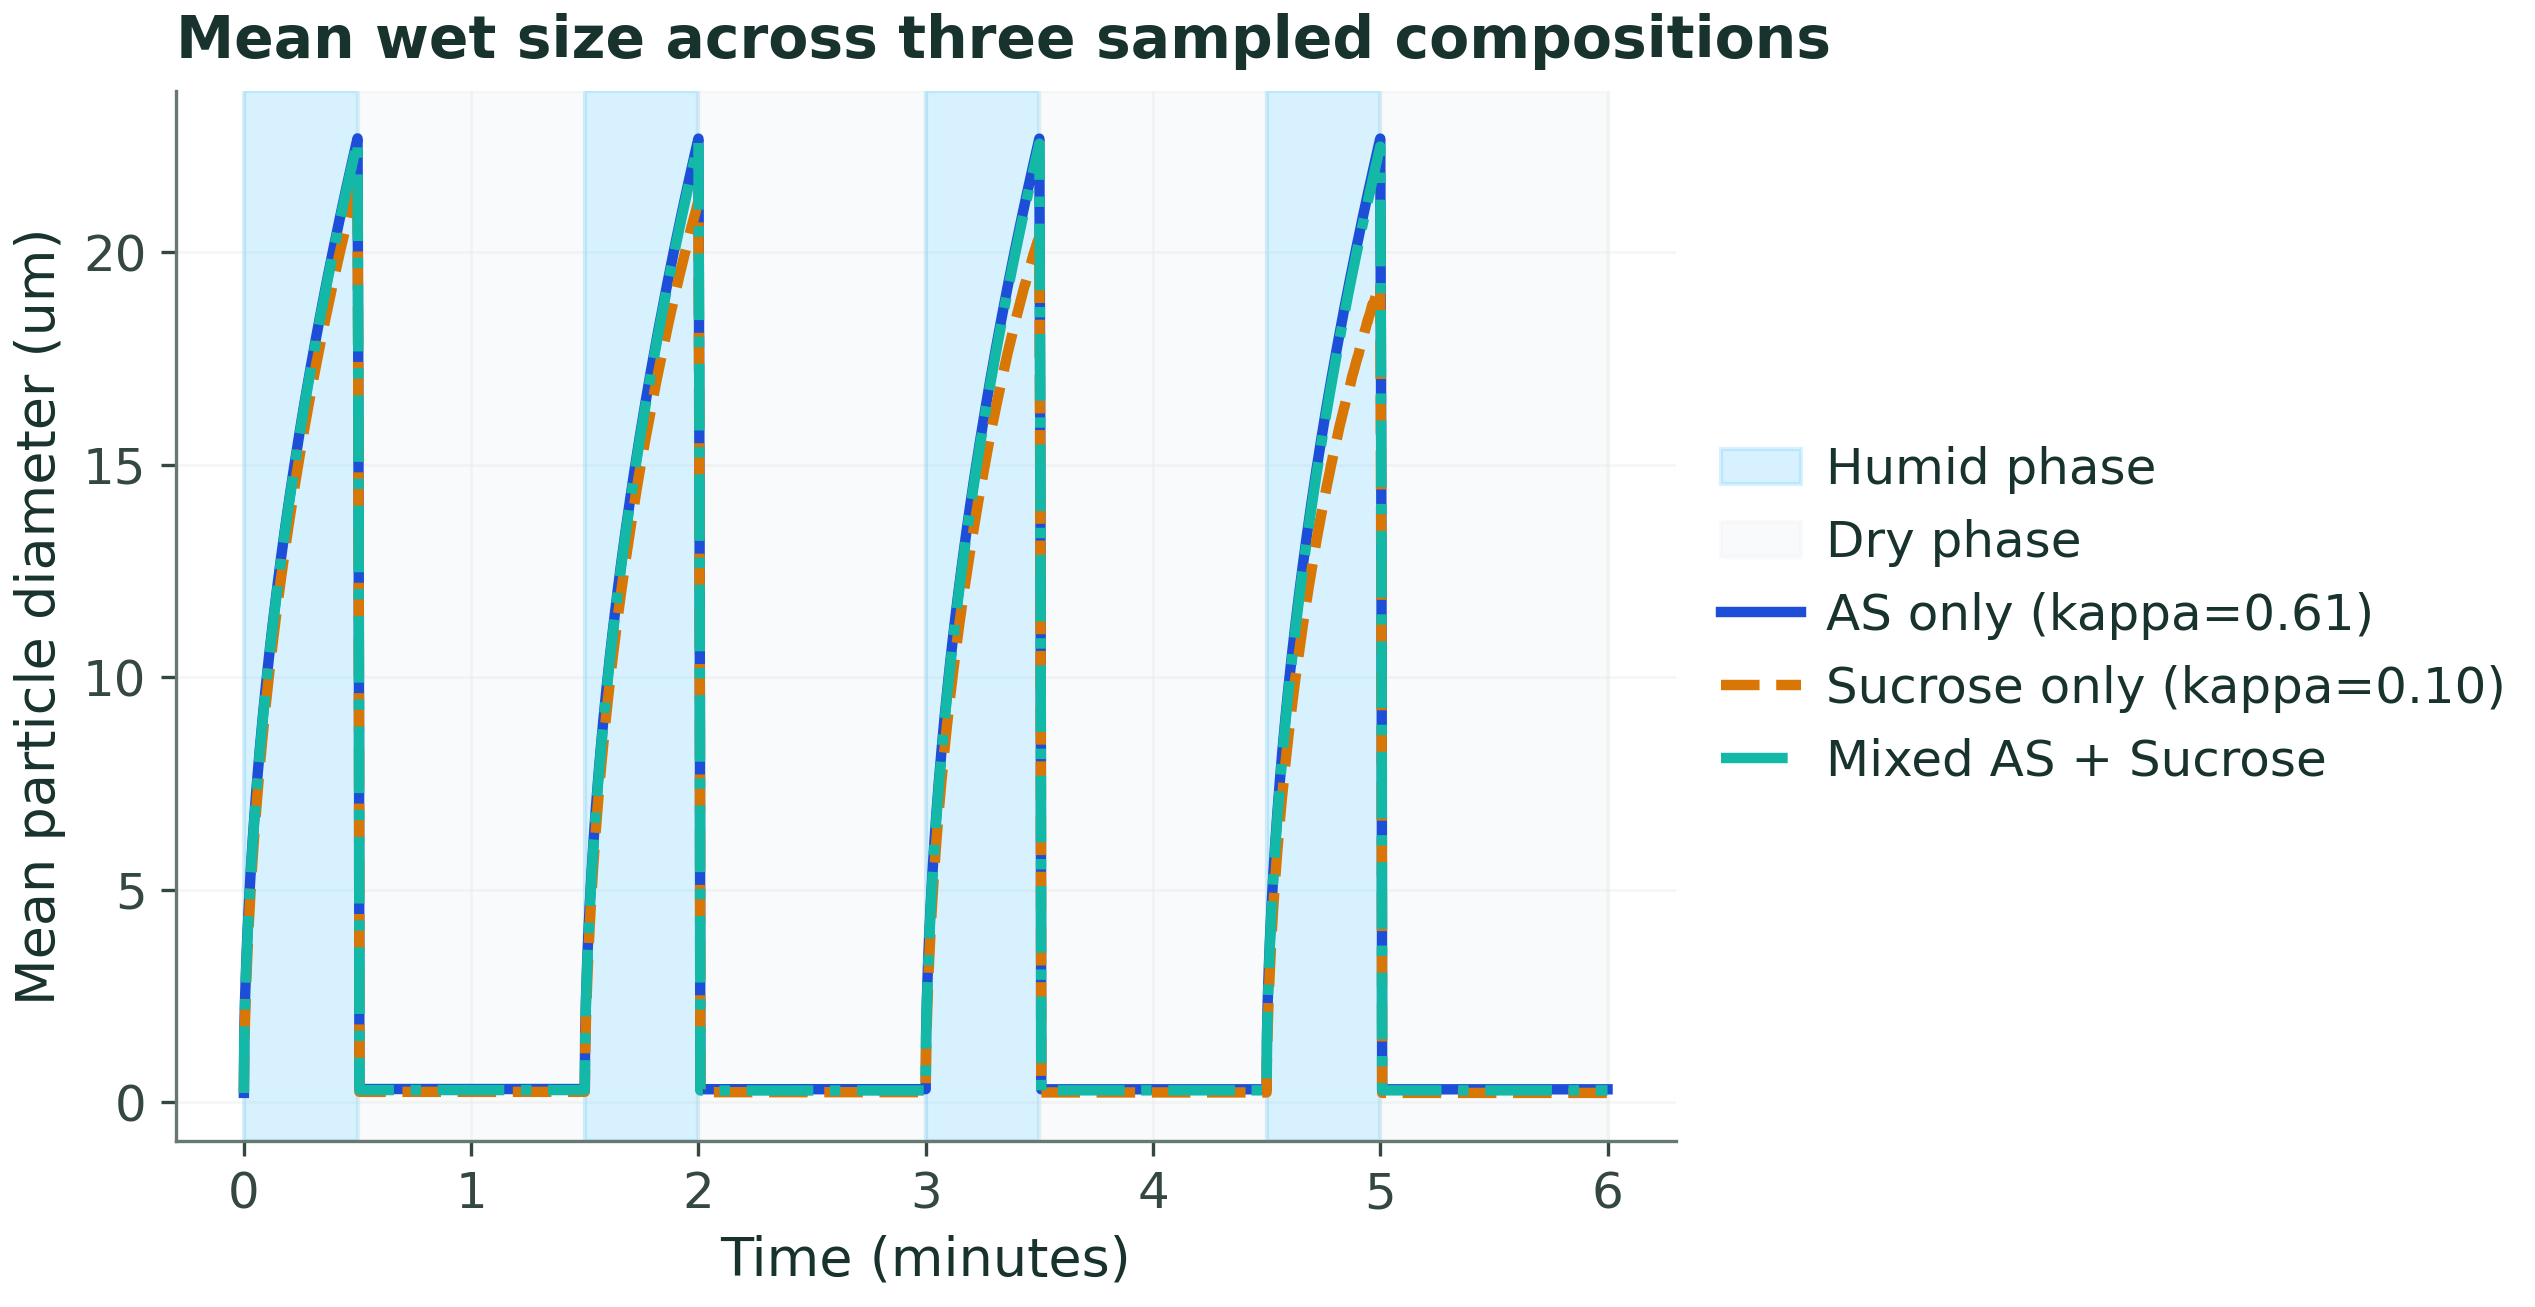 Mean wet size across three sampled compositions
Mean particle diameter (um)
20
15
10
5
0
0 1 2 3 4 5 6
Time (minutes)
Humid phase
Dry phase
AS only (kappa=0.61)
Sucrose only (kappa=0.10)
Mixed AS + Sucrose